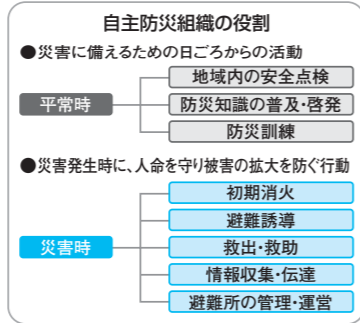 自主防災組織の役割
●災害に備えるための日ごろからの活動
平常時
地域内の安全点検
防災知識の普及・啓発
防災訓練
●災害発生時に、人命を守り被害の拡大を防ぐ行動
災害時
初期消火
避難誘導
救出・救助
情報収集・伝達
避難所の管理・運営